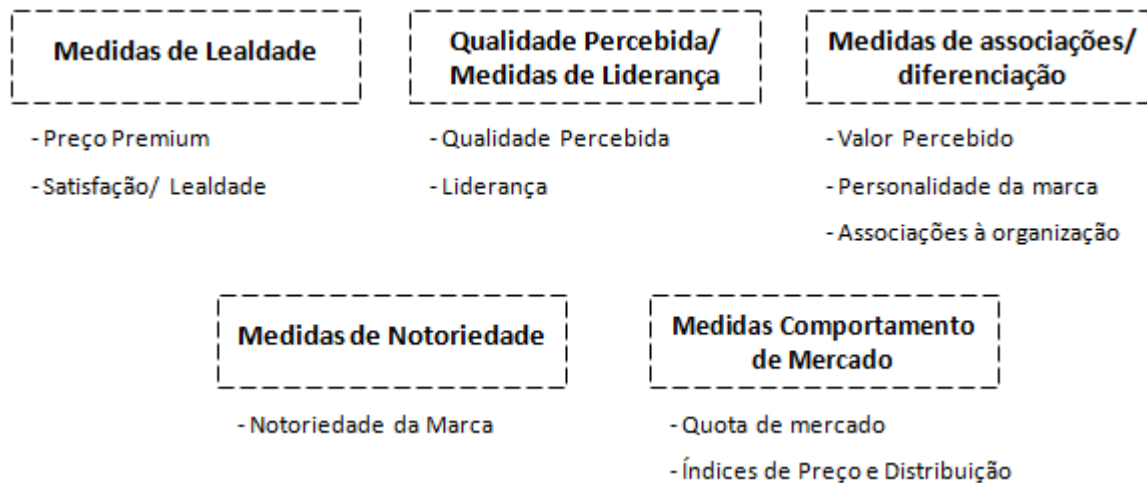 Medidas de Lealdade
- Preço Premium
- Satisfação/ Lealdade
Qualidade Percebida/
Medidas de Liderança
- Qualidade Percebida
- Liderança
Medidas de associações/
diferenciação
- Valor Percebido
- Personalidade da marca
- Associações à organização
Medidas de Notoriedade
- Notoriedade da Marca
Medidas Comportamento
de Mercado
- Quota de mercado
- Índices de Preço e Distribuição